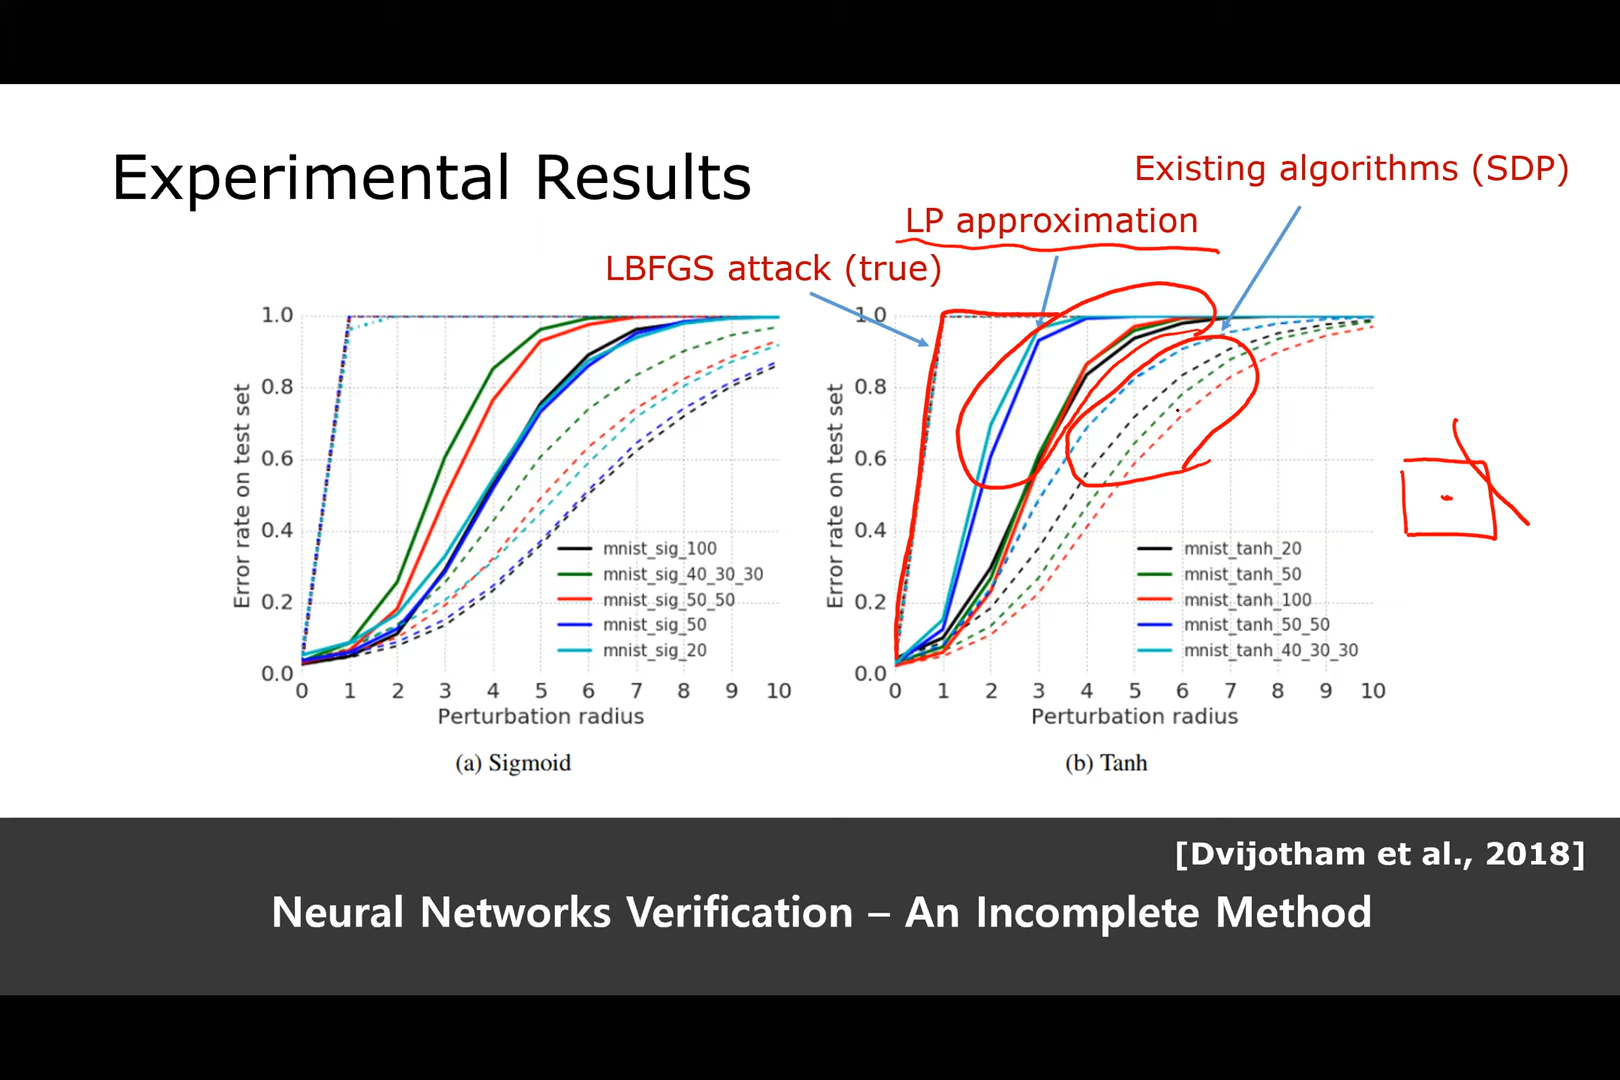 Experimental Results
Existing algorithms (SDP)
LP approximation
LBFGS attack (true)
1.0
0.8
0.6
0.4
0.2
0.0
Error rate on test set
0 1 2 3 4 5 6 7 8 9 10
Perturbation radius
mnist_sig_100
mnist_sig_40_30_30
mnist_sig_50_50
mnist_sig_50
mnist_sig_20
(a) Sigmoid
1.0
0.8
0.6
0.4
0.2
0.0
Error rate on test set
0 1 2 3 4 5 6 7 8 9 10
Perturbation radius
mnist_tanh_20
mnist_tanh_50
mnist_tanh_100
mnist_tanh_50_50
mnist_tanh_40_30_30
(b) Tanh
[Dvijotham et al., 2018]
Neural Networks Verification – An Incomplete Method